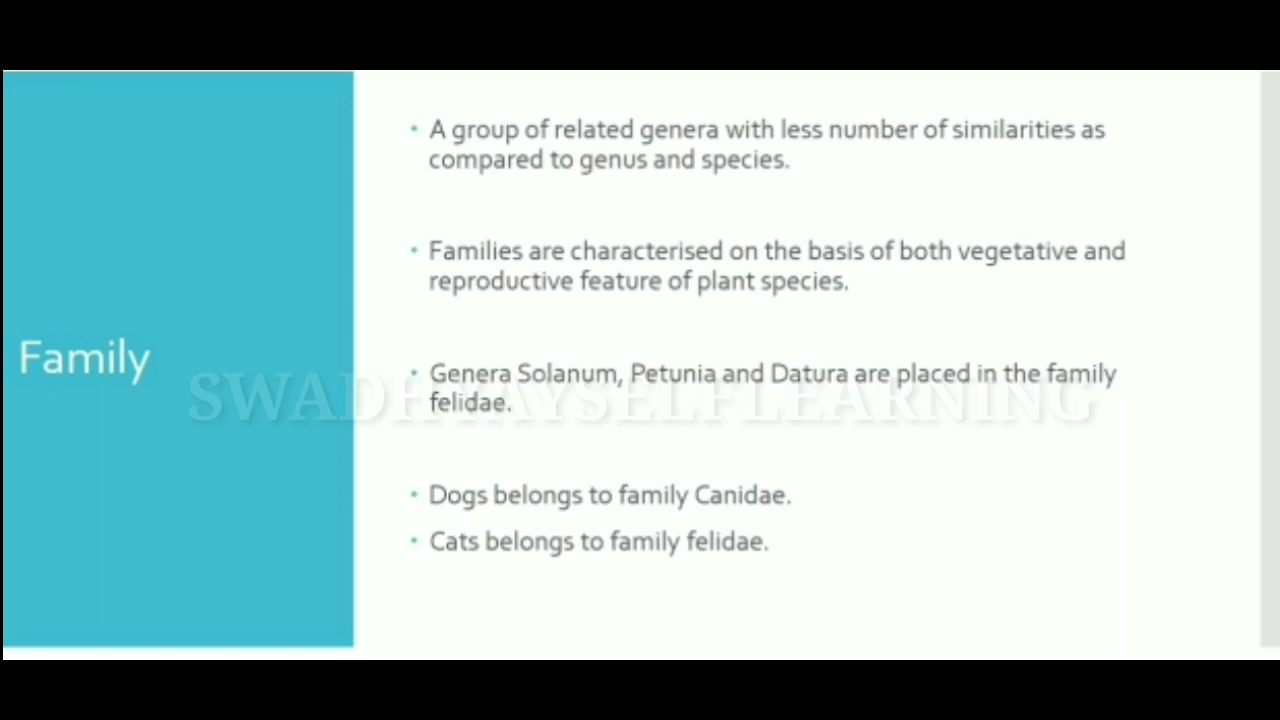 Family
• A group of related genera with less number of similarities as
compared to genus and species.
• Families are characterised on the basis of both vegetative and
reproductive feature of plant species.
• Genera Solanum, Petunia and Datura are placed in the family
felidae.
SWADHYAYSELFLEARNING
• Dogs belongs to family Canidae.
• Cats belongs to family felidae.